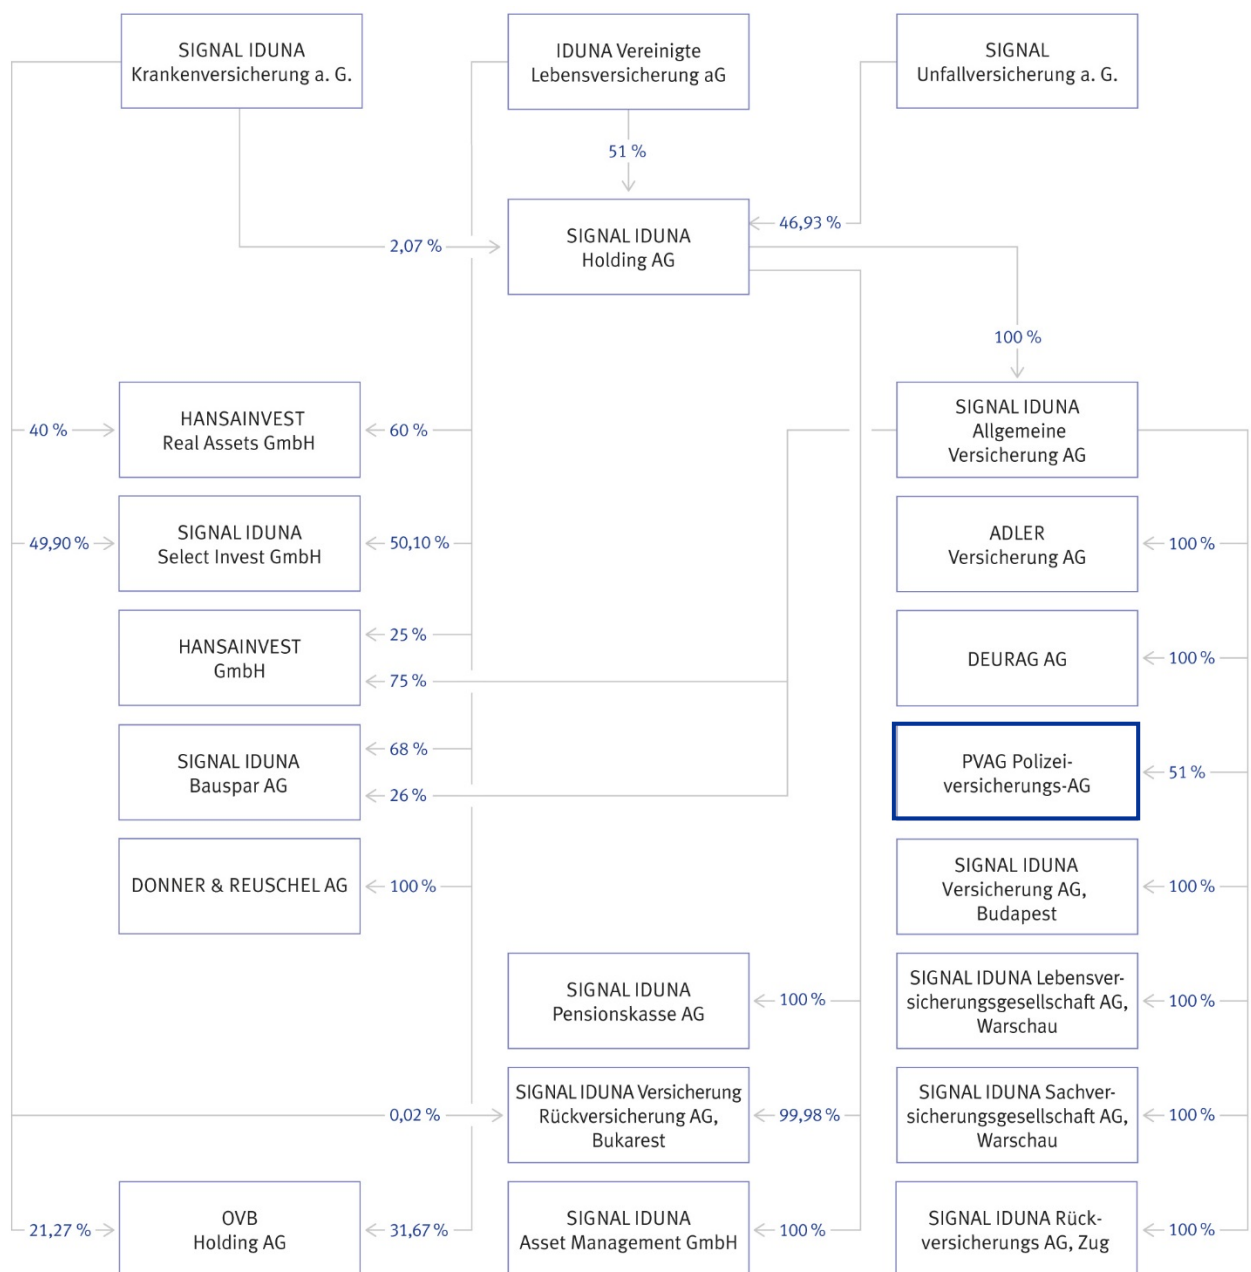 SIGNAL IDUNA
Krankenversicherung a. G.
IDUNA Vereinigte
Lebensversicherung aG
SIGNAL
Unfallversicherung a. G.
51 %
46,93 %
2,07 %
SIGNAL IDUNA
Holding AG
100 %
40 %
HANSAINVEST
Real Assets GmbH
60 %
SIGNAL IDUNA
Allgemeine
Versicherung AG
49,90 %
SIGNAL IDUNA
Select Invest GmbH
50,10 %
ADLER
Versicherung AG
100 %
HANSAINVEST
GmbH
25 %
75 %
DEURAG AG
100 %
SIGNAL IDUNA
Bauspar AG
68 %
26 %
PVAG Polizei-
versicherungs-AG
51 %
DONNER & REUSCHEL AG
100 %
SIGNAL IDUNA
Versicherung AG,
Budapest
100 %
SIGNAL IDUNA
Pensionskasse AG
100 %
SIGNAL IDUNA Lebensver-
sicherungsgesellschaft AG,
Warschau
100 %
0,02 %
SIGNAL IDUNA Versicherung
Rückversicherung AG,
Bukarest
99,98 %
SIGNAL IDUNA Sachver-
sicherungsgesellschaft AG,
Warschau
100 %
21,27 %
OVB
Holding AG
31,67 %
SIGNAL IDUNA
Asset Management GmbH
100 %
SIGNAL IDUNA Rück-
versicherungs AG, Zug
100 %